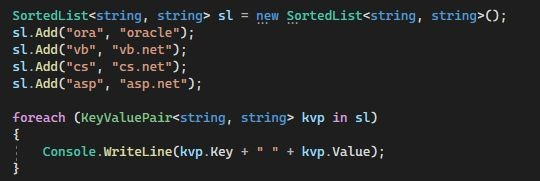 SortedList<string, string> sl = new SortedList<string, string>();
sl.Add("ora", "oracle");
sl.Add("vb", "vb.net");
sl.Add("cs", "cs.net");
sl.Add("asp", "asp.net");
foreach (KeyValuePair<string, string> kvp in sl)
{
Console.WriteLine(kvp.Key + " " + kvp.Value);
}